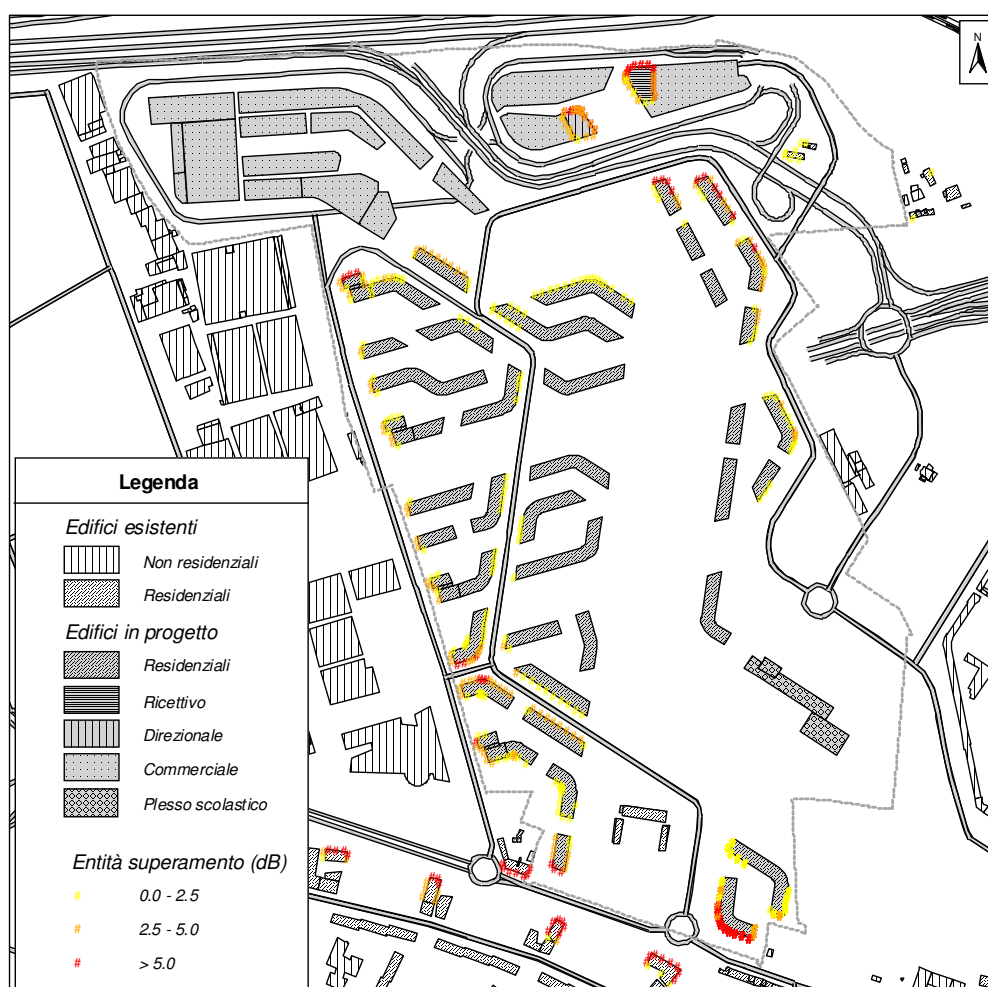 N
Legenda
Edifici esistenti
Non residenziali
Residenziali
Edifici in progetto
Residenziali
Ricettivo
Direzionale
Commerciale
Plesso scolastico
Entità superamento (dB)
# 0.0 - 2.5
# 2.5 - 5.0
# > 5.0